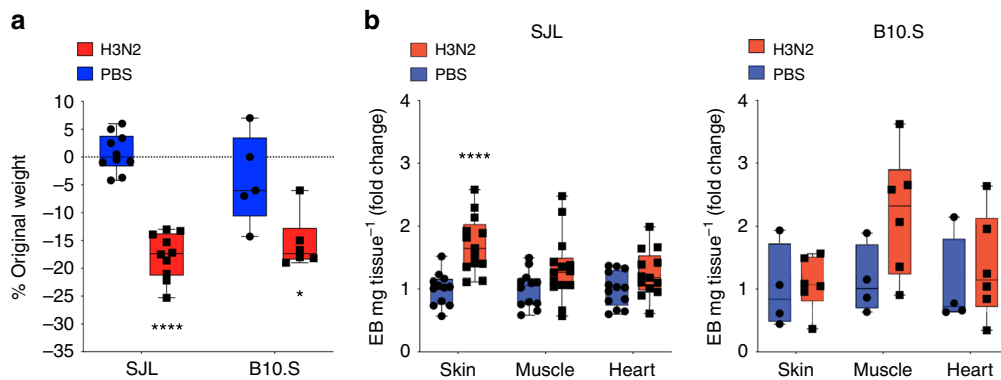 a
H3N2
PBS
% Original weight
10
5
0
−5
−10
−15
−20
−25
−30
−35
****
*
SJL
B10.S
b
SJL
H3N2
PBS
EB mg tissue⁻¹ (fold change)
4
3
2
1
0
****
Skin
Muscle
Heart
B10.S
H3N2
PBS
EB mg tissue⁻¹ (fold change)
4
3
2
1
0
Skin
Muscle
Heart